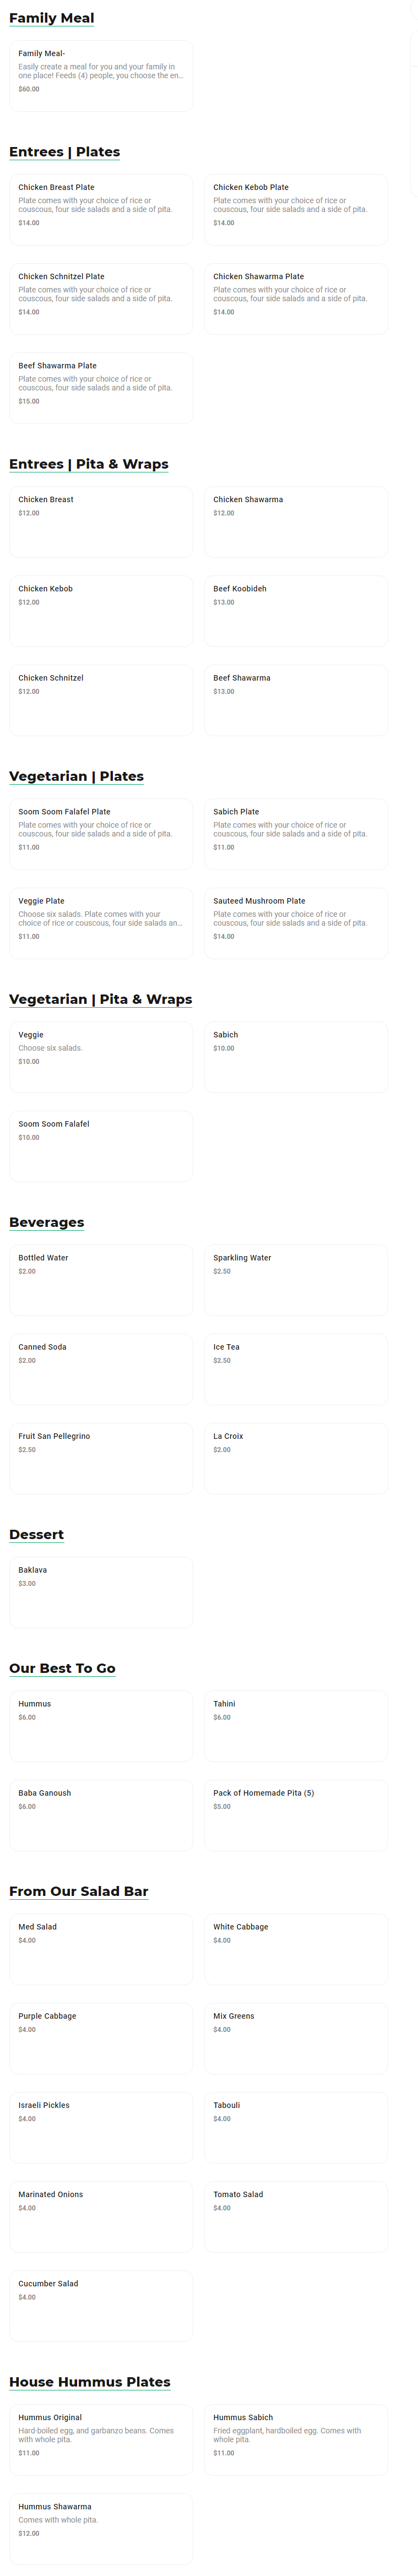 Family Meal
Family Meal-
Easily create a meal for you and your family in
one place! Feeds (4) people, you choose the en...
$60.00
Entrees | Plates
Chicken Breast Plate
Plate comes with your choice of rice or
couscous, four side salads and a side of pita.
$14.00
Chicken Kebob Plate
Plate comes with your choice of rice or
couscous, four side salads and a side of pita.
$14.00
Chicken Schnitzel Plate
Plate comes with your choice of rice or
couscous, four side salads and a side of pita.
$14.00
Chicken Shawarma Plate
Plate comes with your choice of rice or
couscous, four side salads and a side of pita.
$14.00
Beef Shawarma Plate
Plate comes with your choice of rice or
couscous, four side salads and a side of pita.
$15.00
Entrees | Pita & Wraps
Chicken Breast
$12.00
Chicken Shawarma
$12.00
Chicken Kebob
$12.00
Beef Koobideh
$13.00
Chicken Schnitzel
$12.00
Beef Shawarma
$13.00
Vegetarian | Plates
Soom Soom Falafel Plate
Plate comes with your choice of rice or
couscous, four side salads and a side of pita.
$11.00
Sabich Plate
Plate comes with your choice of rice or
couscous, four side salads and a side of pita.
$11.00
Veggie Plate
Choose six salads. Plate comes with your
choice of rice or couscous, four side salads an...
$11.00
Sauteed Mushroom Plate
Plate comes with your choice of rice or
couscous, four side salads and a side of pita.
$14.00
Vegetarian | Pita & Wraps
Veggie
Choose six salads.
$10.00
Sabich
$10.00
Soom Soom Falafel
$10.00
Beverages
Bottled Water
$2.00
Sparkling Water
$2.50
Canned Soda
$2.00
Ice Tea
$2.50
Fruit San Pellegrino
$2.50
La Croix
$2.00
Dessert
Baklava
$3.00
Our Best To Go
Hummus
$6.00
Tahini
$6.00
Baba Ganoush
$6.00
Pack of Homemade Pita (5)
$5.00
From Our Salad Bar
Med Salad
$4.00
White Cabbage
$4.00
Purple Cabbage
$4.00
Mix Greens
$4.00
Israeli Pickles
$4.00
Tabouli
$4.00
Marinated Onions
$4.00
Tomato Salad
$4.00
Cucumber Salad
$4.00
House Hummus Plates
Hummus Original
Hard-boiled egg, and garbanzo beans. Comes
with whole pita.
$11.00
Hummus Sabich
Fried eggplant, hardboiled egg. Comes with
whole pita.
$11.00
Hummus Shawarma
Comes with whole pita.
$12.00